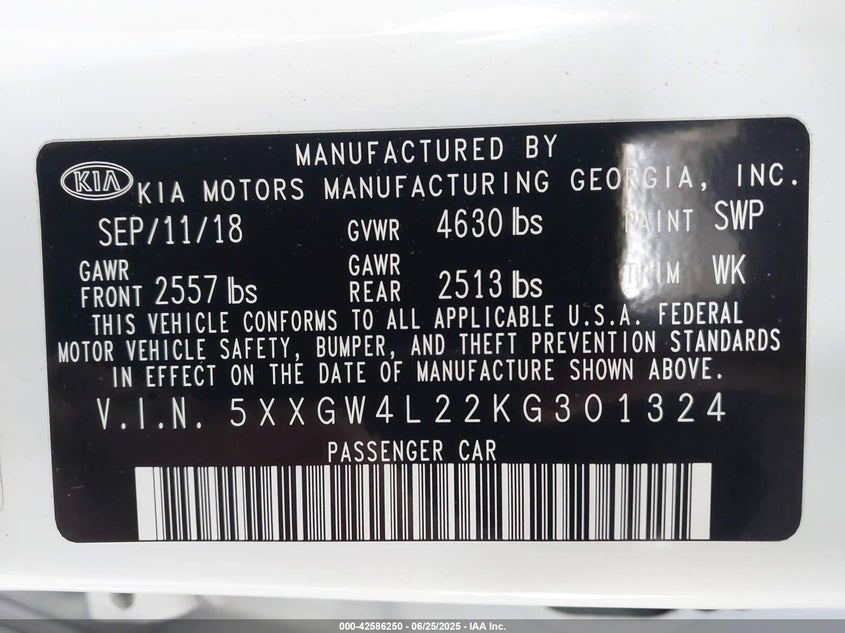 MANUFACTURED BY
KIA KIA MOTORS MANUFACTURING GEORGIA, INC.
SEP/11/18 GVWR 4630 lbs PAINT SWP
GAWR FRONT 2557 lbs GAWR REAR 2513 lbs TRIM WK
THIS VEHICLE CONFORMS TO ALL APPLICABLE U.S.A. FEDERAL
MOTOR VEHICLE SAFETY, BUMPER, AND THEFT PREVENTION STANDARDS
IN EFFECT ON THE DATE OF MANUFACTURE SHOWN ABOVE.
V.I.N. 5XXGW4L22KG301324
PASSENGER CAR
000-42586250 - 06/25/2025 - IAA Inc.